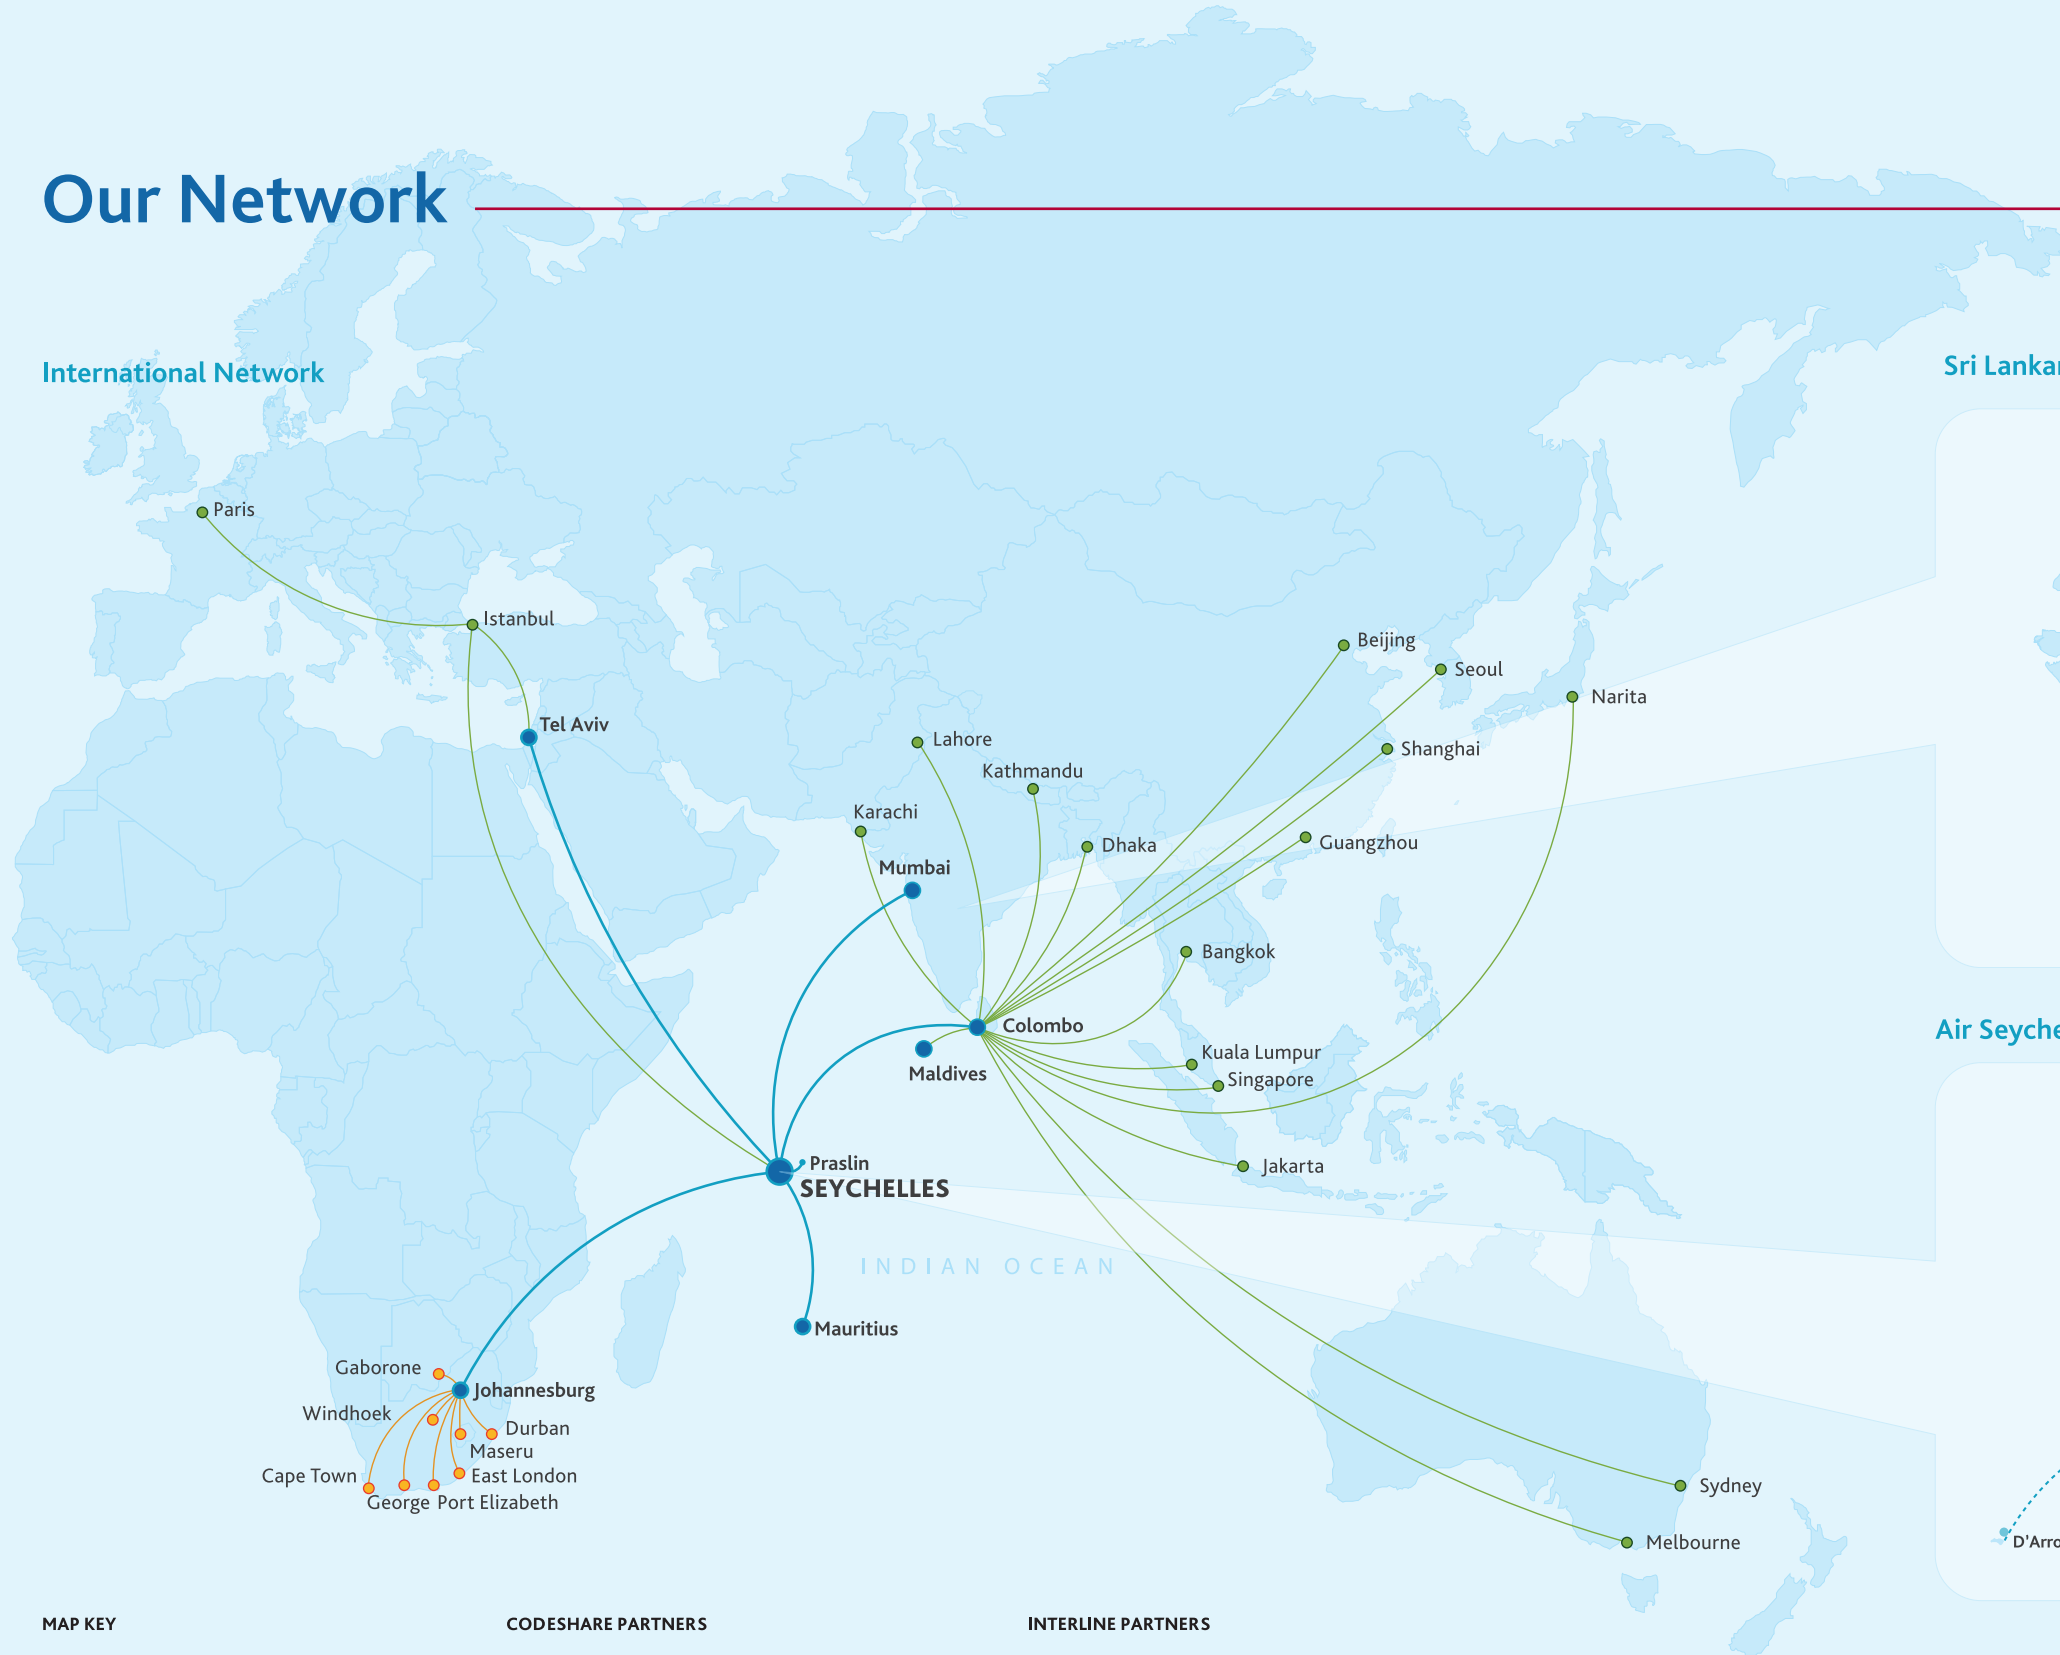 Our Network
International Network
Sri Lankan
Paris
Istanbul
Tel Aviv
Beijing
Seoul
Narita
Lahore
Shanghai
Kathmandu
Karachi
Dhaka
Guangzhou
Mumbai
Bangkok
Colombo
Air Seyche
Kuala Lumpur
Maldives
Singapore
Praslin
Jakarta
SEYCHELLES
INDIAN OCEAN
Mauritius
Gaborone
Johannesburg
Windhoek
Durban
Maseru
Cape Town
East London
George Port Elizabeth
Sydney
Melbourne
D'Arro
MAP KEY
CODESHARE PARTNERS
INTERLINE PARTNERS